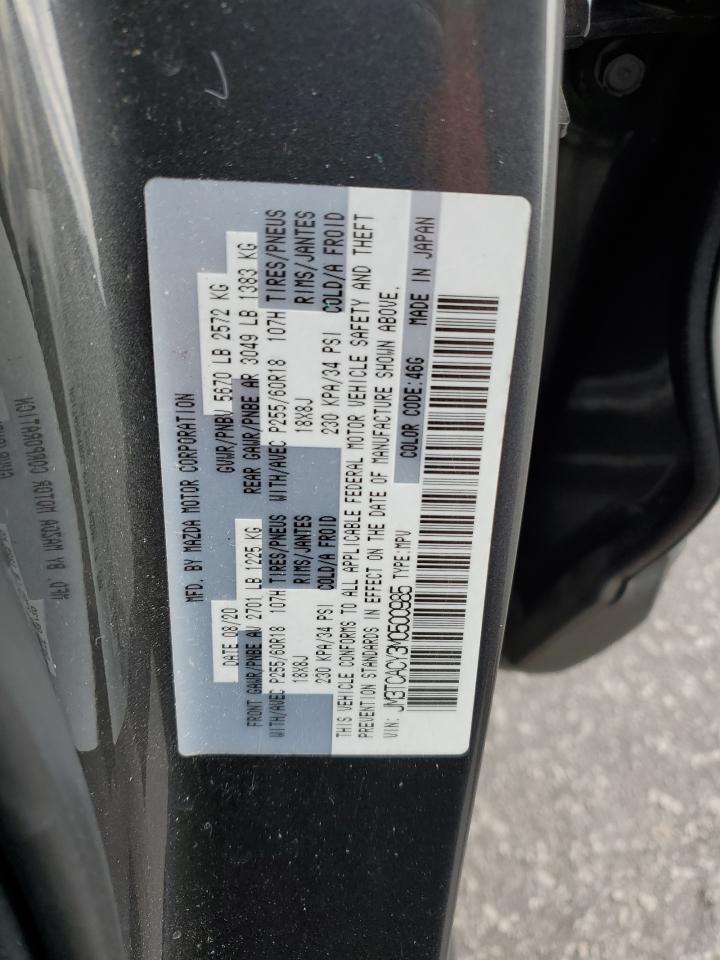 MFD. BY MAZDA MOTOR CORPORATION
DATE 08/20 GVWR/PNBV 5670 LB 2572 KG
FRONT GAWR/PNBE AV 2701 LB 1225 KG REAR GAWR/PNBE AR 3049 LB 1383 KG
WITH/AVEC P255/60R18 107H TIRES/PNEUS WITH/AVEC P255/60R18 107H TIRES/PNEUS
18X8J RIMS/JANTES 18X8J RIMS/JANTES
230 KPA/34 PSI COLD/A FROID 230 KPA/34 PSI COLD/A FROID
THIS VEHICLE CONFORMS TO ALL APPLICABLE FEDERAL MOTOR VEHICLE SAFETY AND THEFT
PREVENTION STANDARDS IN EFFECT ON THE DATE OF MANUFACTURE SHOWN ABOVE.
VIN: JM3TCACY3M0500985 TYPE:MPV COLOR CODE:46G MADE IN JAPAN